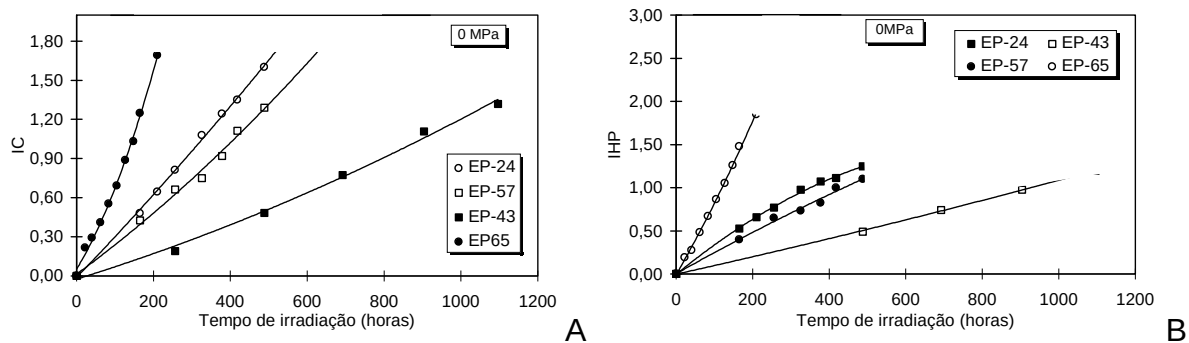 1,80
1,50
1,20
0,90
0,60
0,30
0,00
IC
0 MPa
EP-24
EP-57
EP-43
EP65
0 200 400 600 800 1000 1200
Tempo de irradiação (horas)
A
3,00
2,50
2,00
1,50
1,00
0,50
0,00
IHP
0MPa
EP-24 EP-43
EP-57 EP-65
0 200 400 600 800 1000 1200
Tempo de irradiação (horas)
B